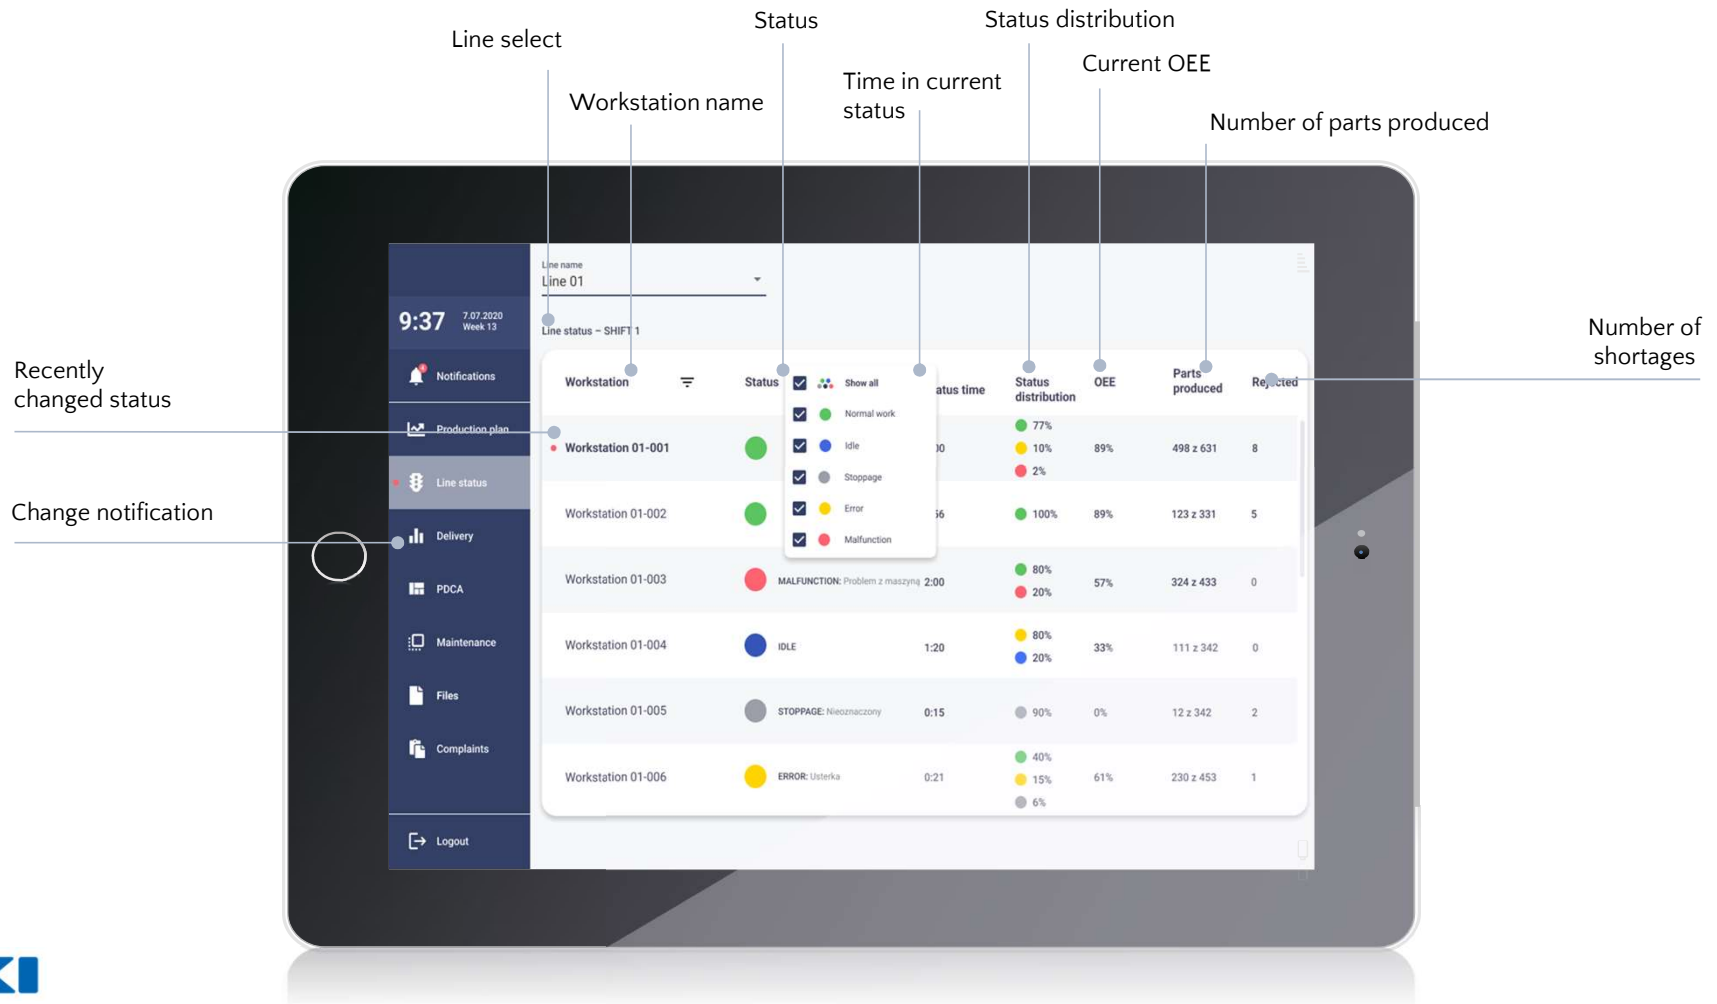 Status
Status distribution
Line select
Current OEE
Time in current
status
Workstation name
Number of parts produced
Number of
shortages
Recently
changed status
Change notification
9:37
7.07.2020
Week 13
4
Notifications
Production plan
Line status
Delivery
PDCA
Maintenance
Files
Complaints
Logout
Line name
Line 01
Line status – SHIFT 1
Workstation
Status
atus time
Status
distribution
OEE
Parts
produced
Rejected
Show all
Normal work
Idle
Stoppage
Error
Malfunction
Workstation 01-001
77%
10%
2%
89%
498 z 631
8
Workstation 01-002
100%
89%
123 z 331
5
Workstation 01-003
MALFUNCTION: Problem z maszyną
2:00
80%
20%
57%
324 z 433
0
Workstation 01-004
IDLE
1:20
80%
20%
33%
111 z 342
0
Workstation 01-005
STOPPAGE: Nieoznaczony
0:15
90%
0%
12 z 342
2
Workstation 01-006
ERROR: Usterka
0:21
40%
15%
6%
61%
230 z 453
1